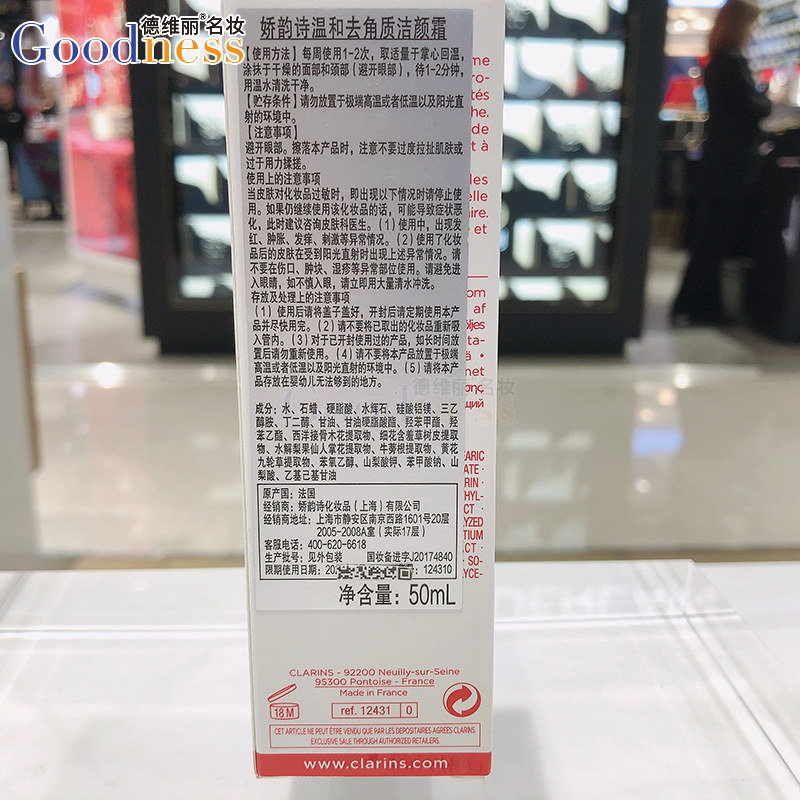 德维丽®名妆
Goodness
娇韵诗温和去角质洁颜霜
【使用方法】每周使用1-2次，取适量于掌心回温，
涂抹于干燥的面部和颈部（避开眼部），待1-2分钟，
用温水清洗干净。
【贮存条件】请勿放置于极端高温或者低温以及阳光直
射的环境中。
【注意事项】
避开眼部。擦落本产品时，注意不要过度拉扯肌肤或
过于用力揉搓。
使用上的注意事项
当皮肤对化妆品过敏时，即出现以下情况时请停止使
用。如果仍继续使用该化妆品的话，可能导致症状恶
化，此时建议咨询皮肤科医生。（1）使用中，出现发
红、肿胀、发痒、刺激等异常情况。（2）使用了化妆
品后的皮肤在受到阳光直射时出现上述异常情况。请
不要在伤口、肿块、湿疹等异常部位使用。请避免进
入眼睛，如不慎入眼，请立即用大量清水冲洗。
存放及处理上的注意事项
（1）使用后请将盖子盖好，开封后请定期使用本产
品并尽快用完。（2）请不要将已取出的化妆品重新吸
入管内。（3）对于已开封使用过的产品，如长时间放
置后请勿重新使用。（4）请不要将本产品放置于极端
高温或者低温以及阳光直射的环境中。（5）请将本产
品存放在婴幼儿无法够到的地方。
德维丽 名妆
成分：水、石蜡、硬脂酸、水辉石、硅酸铝镁、三乙
醇胺、丁二醇、甘油、甘油硬脂酸酯、羟苯甲酯、羟
苯乙酯、西洋接骨木花提取物、细花含羞草树皮提取
物、水解梨果仙人掌花提取物、牛蒡根提取物、黄花
九轮草提取物、苯氧乙醇、山梨酸钾、苯甲酸钠、山
梨酸、乙基己基甘油
原产国：法国
经销商：娇韵诗化妆品（上海）有限公司
经销商地址：上海市静安区南京西路1601号20层
2005-2008A室（实际17层）
客服电话：400-620-6618
生产批号：见外包装 国妆备进字J20174840
限期使用日期：20 124310
净含量：50mL
CLARINS - 92200 Neuilly-sur-Seine
95300 Pontoise - France
Made in France
18 M
ref. 12431 0
CET ARTICLE NE PEUT ÊTRE VENDU QUE PAR LES DEPOSITAIRES AGREES CLARINS.
EXCLUSIVE SALE THROUGH AUTHORIZED RETAILERS.
www.clarins.com